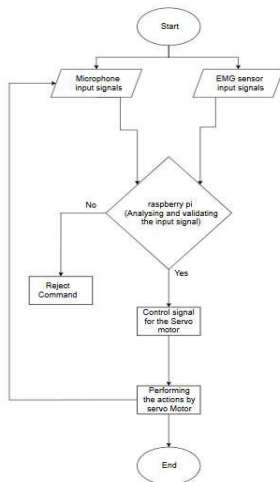 Start
Microphone
input signals
EMG sensor
input signals
raspberry pi
(Analysing and validating
the input signal)
No
Yes
Reject
Command
Control signal
for the Servo
motor
Performing
the actions by
servo Motor
End